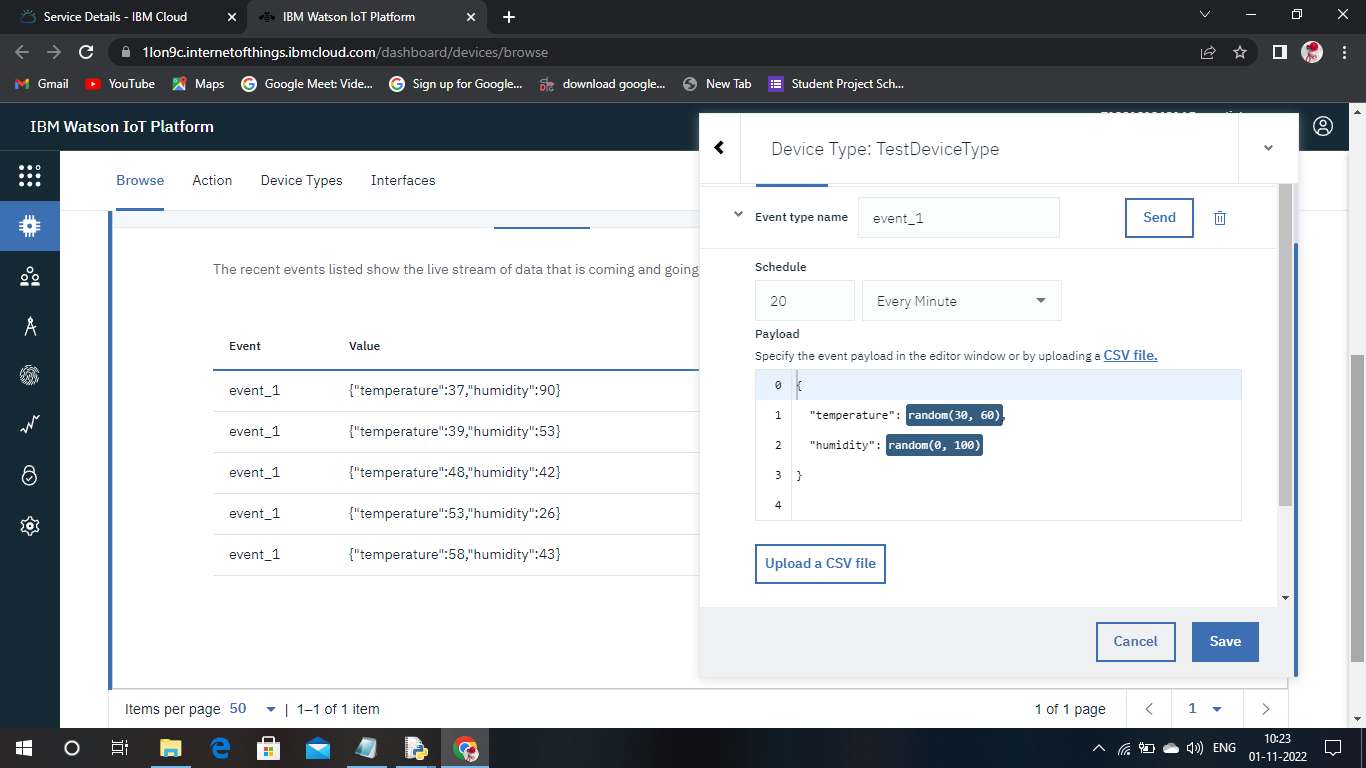 Service Details - IBM Cloud
IBM Watson IoT Platform
1lon9c.internetofthings.ibmcloud.com/dashboard/devices/browse
Gmail
YouTube
Maps
Google Meet: Vide...
Sign up for Google...
download google...
New Tab
Student Project Sch...
IBM Watson IoT Platform
Browse
Action
Device Types
Interfaces
The recent events listed show the live stream of data that is coming and going
Event Value
event_1 {"temperature":37,"humidity":90}
event_1 {"temperature":39,"humidity":53}
event_1 {"temperature":48,"humidity":42}
event_1 {"temperature":53,"humidity":26}
event_1 {"temperature":58,"humidity":43}
Device Type: TestDeviceType
Event type name event_1 Send
Schedule
20 Every Minute
Payload
Specify the event payload in the editor window or by uploading a CSV file.
0 {
1 "temperature": random(30, 60),
2 "humidity": random(0, 100)
3 }
4
Upload a CSV file
Cancel Save
Items per page 50 | 1–1 of 1 item
1 of 1 page
1
ENG
10:23
01-11-2022